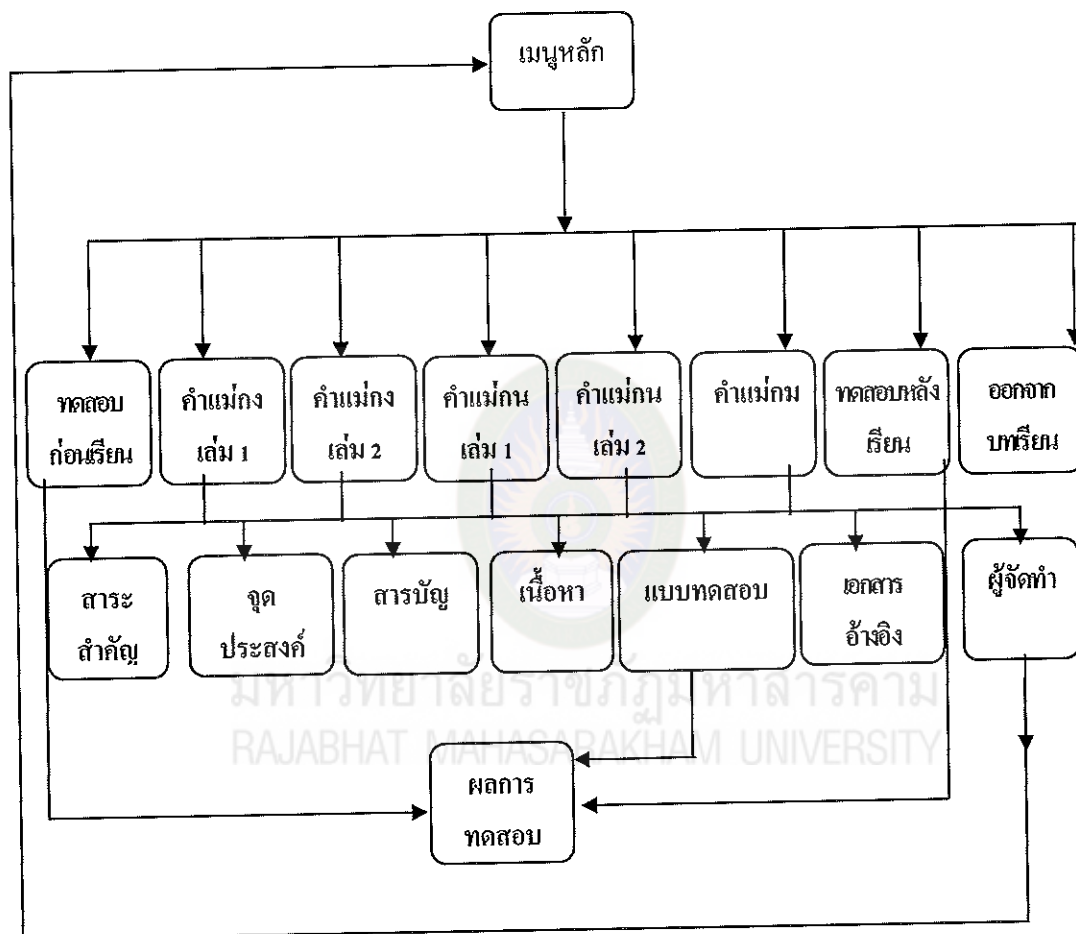 เมนูหลัก
ทดสอบ
ก่อนเรียน
คำแม่กง
เล่ม 1
คำแม่กง
เล่ม 2
คำแม่กน
เล่ม 1
คำแม่กน
เล่ม 2
คำแม่กม
ทดสอบหลัง
เรียน
ออกจาก
บทเรียน
สาระ
สำคัญ
จุด
ประสงค์
สารบัญ
เนื้อหา
แบบทดสอบ
เอกสาร
อ้างอิง
ผู้จัดทำ
มหาวิทยาลัยราชภัฏมหาสารคาม
RAJABHAT MAHASARAKHAM UNIVERSITY
ผลการ
ทดสอบ